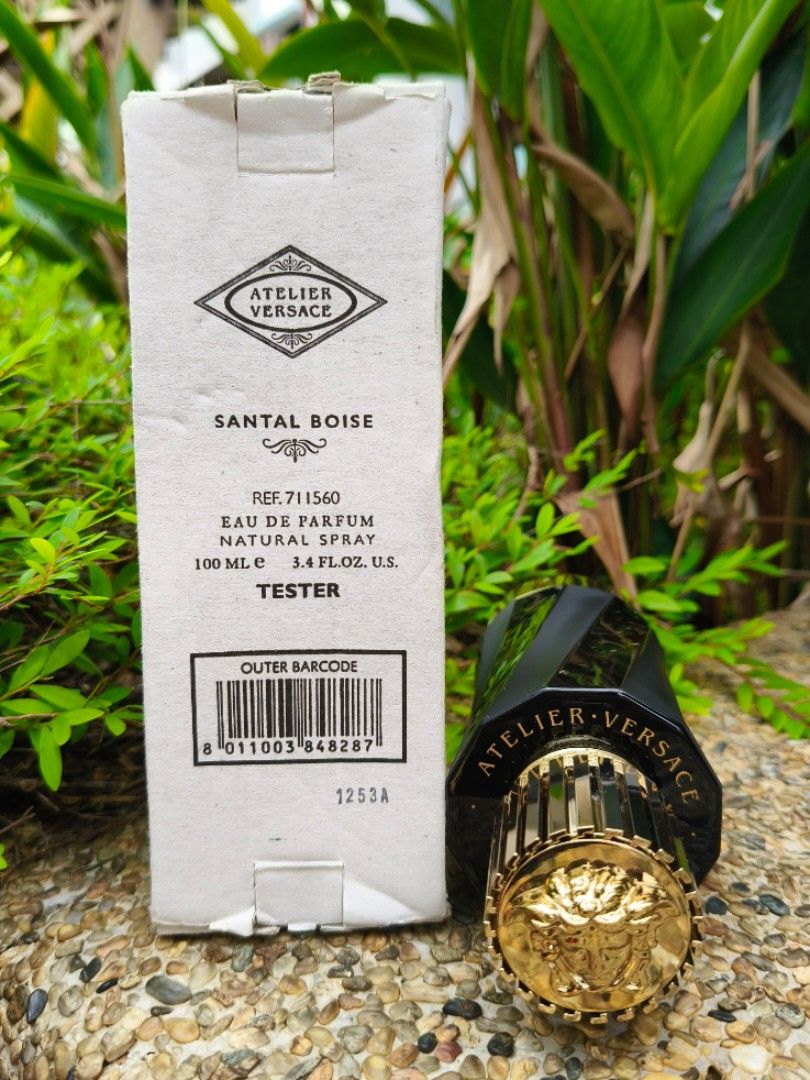 ATELIER
VERSACE
SANTAL BOISE
REF. 711560
EAU DE PARFUM
NATURAL SPRAY
100 ML e 3.4 FL.OZ. U.S.
TESTER
OUTER BARCODE
8 011003 848287
1253A
ATELIER · VERSACE ·